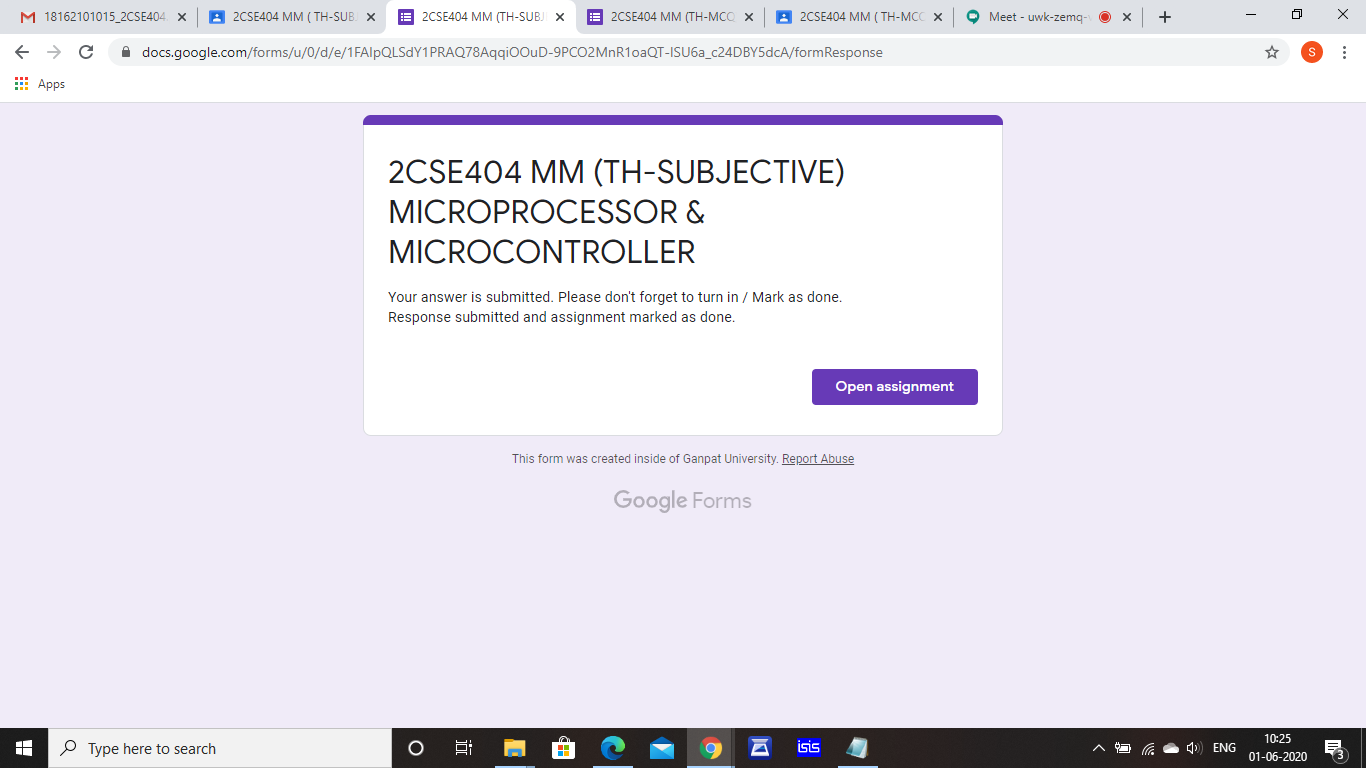 18162101015_2CSE404
2CSE404 MM ( TH-SUB
2CSE404 MM (TH-SUBJ
2CSE404 MM (TH-MCQ
2CSE404 MM ( TH-MCQ
Meet - uwk-zemq-
docs.google.com/forms/u/0/d/e/1FAIpQLSdY1PRAQ78AqqiOOuD-9PCO2MnR1oaQT-ISU6a_c24DBY5dcA/formResponse
S
Apps
2CSE404 MM (TH-SUBJECTIVE)
MICROPROCESSOR &
MICROCONTROLLER
Your answer is submitted. Please don't forget to turn in / Mark as done.
Response submitted and assignment marked as done.
Open assignment
This form was created inside of Ganpat University. Report Abuse
Google Forms
Type here to search
isis
ENG
10:25
01-06-2020
3